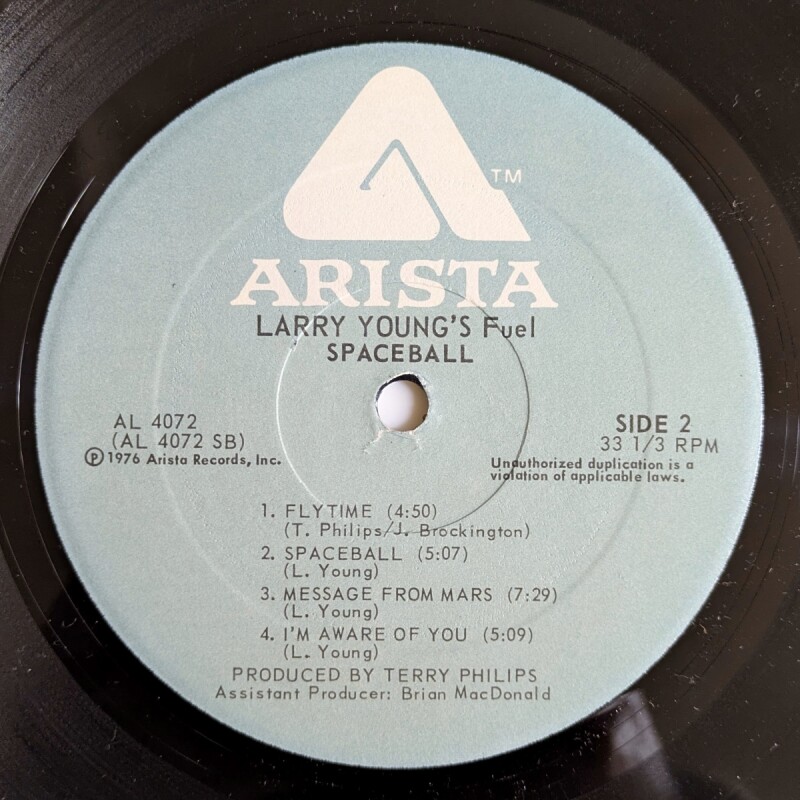 TM
ARISTA
LARRY YOUNG'S Fuel
SPACEBALL
AL 4072
(AL 4072 SB)
Ⓟ1976 Arista Records, Inc.
SIDE 2
33 1/3 RPM
Unauthorized duplication is a
violation of applicable laws.
1. FLYTIME (4:50)
(T. Philips/J. Brockington)
2. SPACEBALL (5:07)
(L. Young)
3. MESSAGE FROM MARS (7:29)
(L. Young)
4. I'M AWARE OF YOU (5:09)
(L. Young)
PRODUCED BY TERRY PHILIPS
Assistant Producer: Brian MacDonald